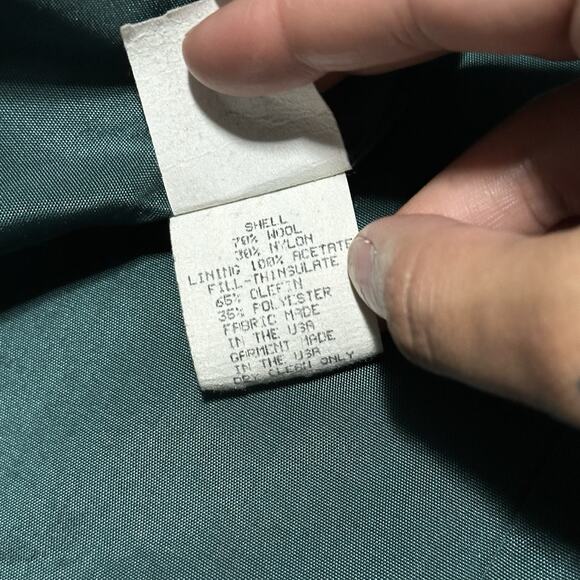 SHELL
70% WOOL
30% NYLON
LINING 100% ACETATE
FILL-THINSULATE
65% OLEFIN
35% POLYESTER
FABRIC MADE
IN THE USA
GARMENT MADE
IN THE USA
DRY CLEAN ONLY